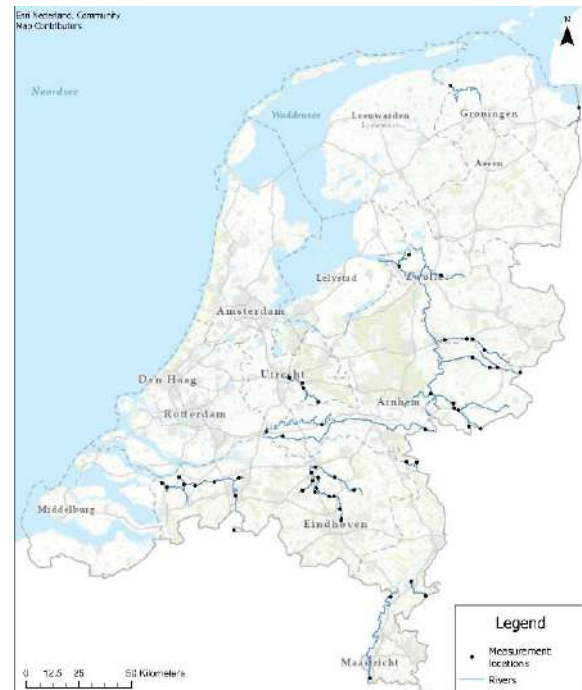 Esri Nederland, Community
Map Contributors
N
Noordzee
Waddenzee
Leeuwarden
Groningen
Assen
Lelystad
Zwolle
Amsterdam
Den Haag
Utrecht
Arnhem
Rotterdam
Middelburg
Eindhoven
Maastricht
0 12,5 25 50 Kilometers
Legend
Measurement
locations
Rivers